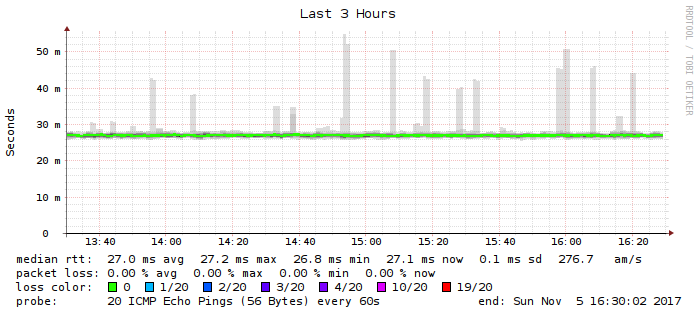 Last 3 Hours
RRDTOOL / TOBI OETIKER
Seconds
50 m
40 m
30 m
20 m
10 m
0
13:40 14:00 14:20 14:40 15:00 15:20 15:40 16:00 16:20
median rtt: 27.0 ms avg 27.2 ms max 26.8 ms min 27.1 ms now 0.1 ms sd 276.7 am/s
packet loss: 0.00 % avg 0.00 % max 0.00 % min 0.00 % now
loss color: 0 1/20 2/20 3/20 4/20 10/20 19/20
probe: 20 ICMP Echo Pings (56 Bytes) every 60s end: Sun Nov 5 16:30:02 2017